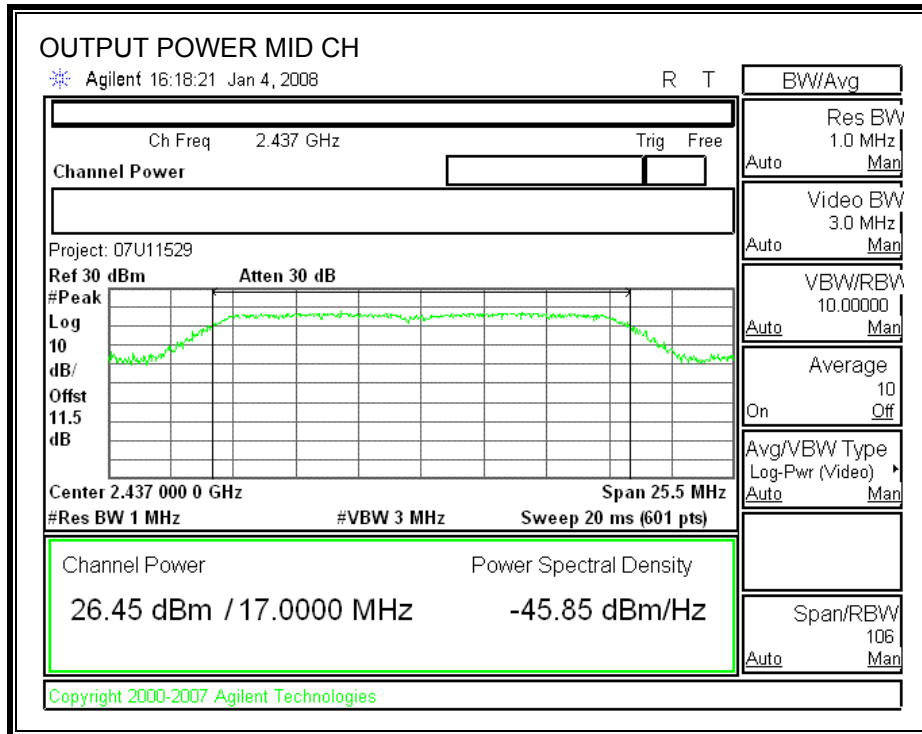 OUTPUT POWER MID CH
Agilent 16:18:21 Jan 4, 2008 R T
Ch Freq 2.437 GHz Trig Free
Channel Power
Project: 07U11529
Ref 30 dBm Atten 30 dB
#Peak
Log
10
dB/
Offst
11.5
dB
Center 2.437 000 0 GHz Span 25.5 MHz
#Res BW 1 MHz #VBW 3 MHz Sweep 20 ms (601 pts)
Channel Power Power Spectral Density
26.45 dBm / 17.0000 MHz -45.85 dBm/Hz
Copyright 2000-2007 Agilent Technologies
BW/Avg
Res BW
1.0 MHz
Auto Man
Video BW
3.0 MHz
Auto Man
VBW/RBW
10.00000
Auto Man
Average
10
On Off
Avg/VBW Type
Log-Pwr (Video)
Auto Man
Span/RBW
106
Auto Man